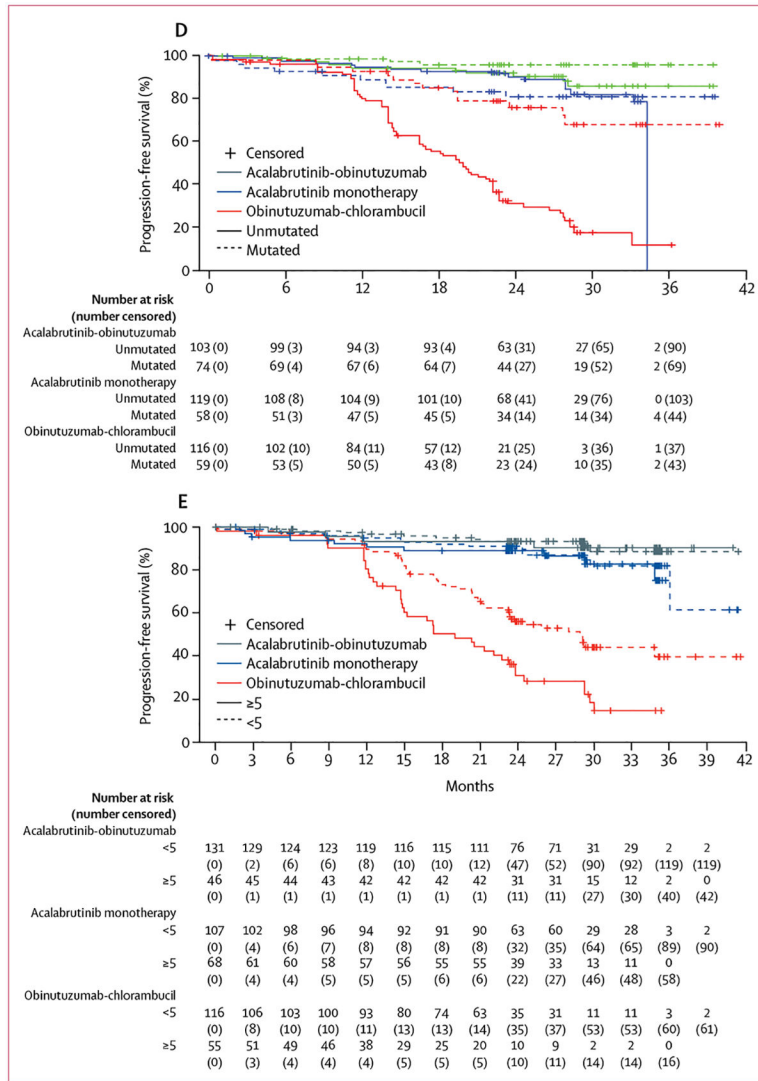 D
Progression-free survival (%)
100
80
60
40
20
0
Censored
Acalabrutinib-obinutuzumab
Acalabrutinib monotherapy
Obinutuzumab-chlorambucil
Unmutated
Mutated
0 6 12 18 24 30 36 42
Number at risk
(number censored)
Acalabrutinib-obinutuzumab
Unmutated 103 (0) 99 (3) 94 (3) 93 (4) 63 (31) 27 (65) 2 (90)
Mutated 74 (0) 69 (4) 67 (6) 64 (7) 44 (27) 19 (52) 2 (69)
Acalabrutinib monotherapy
Unmutated 119 (0) 108 (8) 104 (9) 101 (10) 68 (41) 29 (76) 0 (103)
Mutated 58 (0) 51 (3) 47 (5) 45 (5) 34 (14) 14 (34) 4 (44)
Obinutuzumab-chlorambucil
Unmutated 116 (0) 102 (10) 84 (11) 57 (12) 21 (25) 3 (36) 1 (37)
Mutated 59 (0) 53 (5) 50 (5) 43 (8) 23 (24) 10 (35) 2 (43)
E
Progression-free survival (%)
100
80
60
40
20
0
Censored
Acalabrutinib-obinutuzumab
Acalabrutinib monotherapy
Obinutuzumab-chlorambucil
≥5
<5
0 3 6 9 12 15 18 21 24 27 30 33 36 39 42
Months
Number at risk
(number censored)
Acalabrutinib-obinutuzumab
<5 131 129 124 123 119 116 115 111 76 71 31 29 2 2
(0) (2) (6) (6) (8) (10) (10) (12) (47) (52) (90) (92) (119) (119)
≥5 46 45 44 43 42 42 42 42 31 31 15 12 2 0
(0) (1) (1) (1) (1) (1) (1) (1) (11) (11) (27) (30) (40) (42)
Acalabrutinib monotherapy
<5 107 102 98 96 94 92 91 90 63 60 29 28 3 2
(0) (4) (6) (7) (8) (8) (8) (8) (32) (35) (64) (65) (89) (90)
≥5 68 61 60 58 57 56 55 55 39 33 13 11 0
(0) (4) (4) (5) (5) (5) (6) (6) (22) (27) (46) (48) (58)
Obinutuzumab-chlorambucil
<5 116 106 103 100 93 80 74 63 35 31 11 11 3 2
(0) (8) (10) (10) (11) (13) (13) (14) (35) (37) (53) (53) (60) (61)
≥5 55 51 49 46 38 29 25 20 10 9 2 2 0
(0) (3) (4) (4) (4) (5) (5) (5) (10) (11) (14) (14) (16)